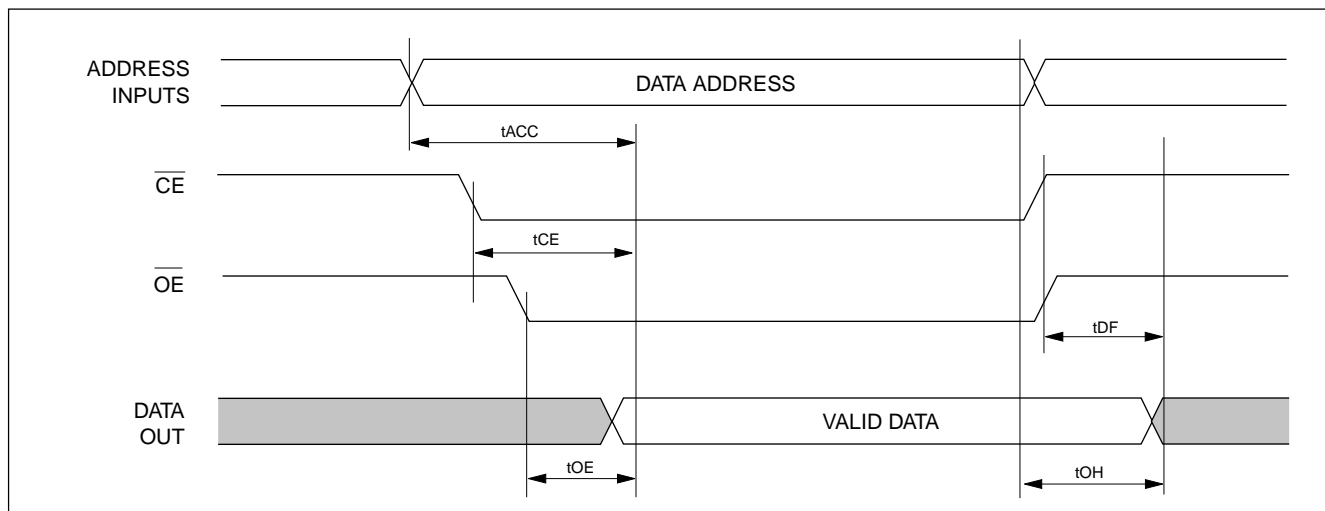 ADDRESS
INPUTS
DATA ADDRESS
tACC
CE
tCE
OE
tDF
DATA
OUT
VALID DATA
tOE
tOH